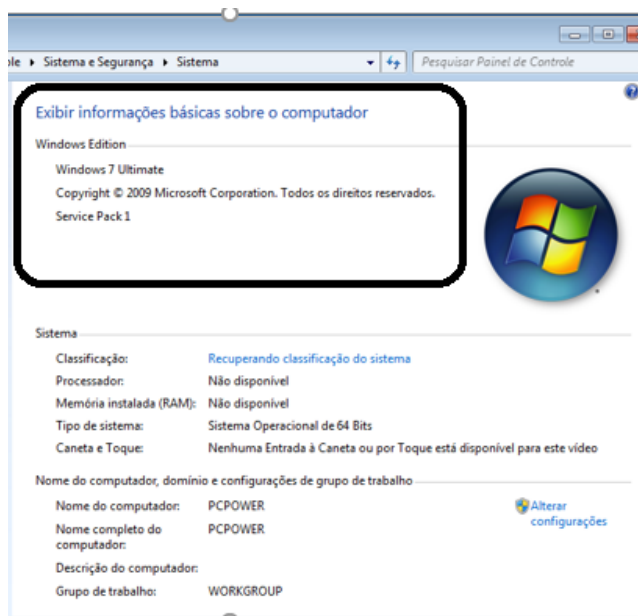 le ▸ Sistema e Segurança ▸ Sistema
Pesquisar Painel de Controle
Exibir informações básicas sobre o computador
Windows Edition
Windows 7 Ultimate
Copyright © 2009 Microsoft Corporation. Todos os direitos reservados.
Service Pack 1
Sistema
Classificação: Recuperando classificação do sistema
Processador: Não disponível
Memória instalada (RAM): Não disponível
Tipo de sistema: Sistema Operacional de 64 Bits
Caneta e Toque: Nenhuma Entrada à Caneta ou por Toque está disponível para este vídeo
Nome do computador, domínio e configurações de grupo de trabalho
Nome do computador: PCPOWER
Alterar
configurações
Nome completo do
computador: PCPOWER
Descrição do computador:
Grupo de trabalho: WORKGROUP